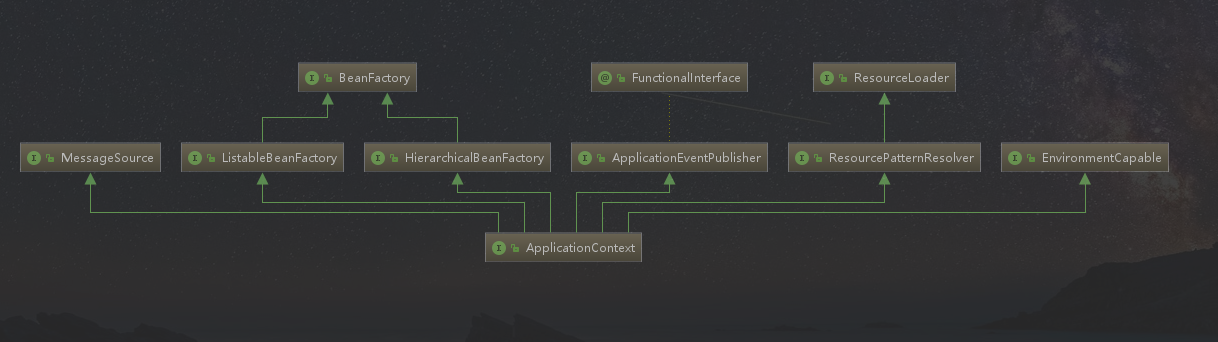 BeanFactory
FunctionalInterface
ResourceLoader
MessageSource
ListableBeanFactory
HierarchicalBeanFactory
ApplicationEventPublisher
ResourcePatternResolver
EnvironmentCapable
ApplicationContext